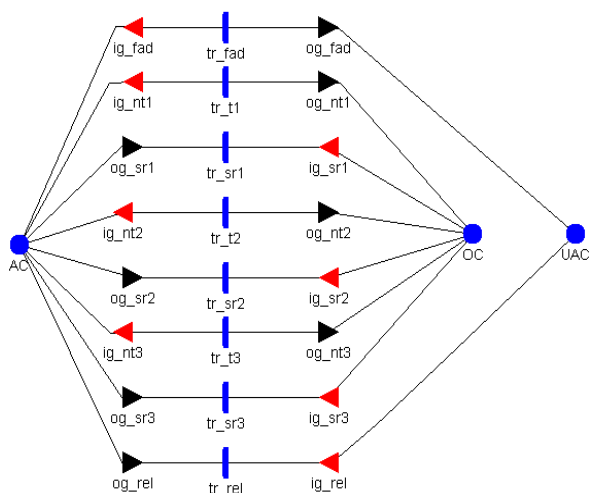 ig_fad tr_fad og_fad
ig_nt1 tr_t1 og_nt1
og_sr1 tr_sr1 ig_sr1
ig_nt2 tr_t2 og_nt2
AC OC UAC
og_sr2 tr_sr2 ig_sr2
ig_nt3 tr_t3 og_nt3
og_sr3 tr_sr3 ig_sr3
og_rel tr_rel ig_rel